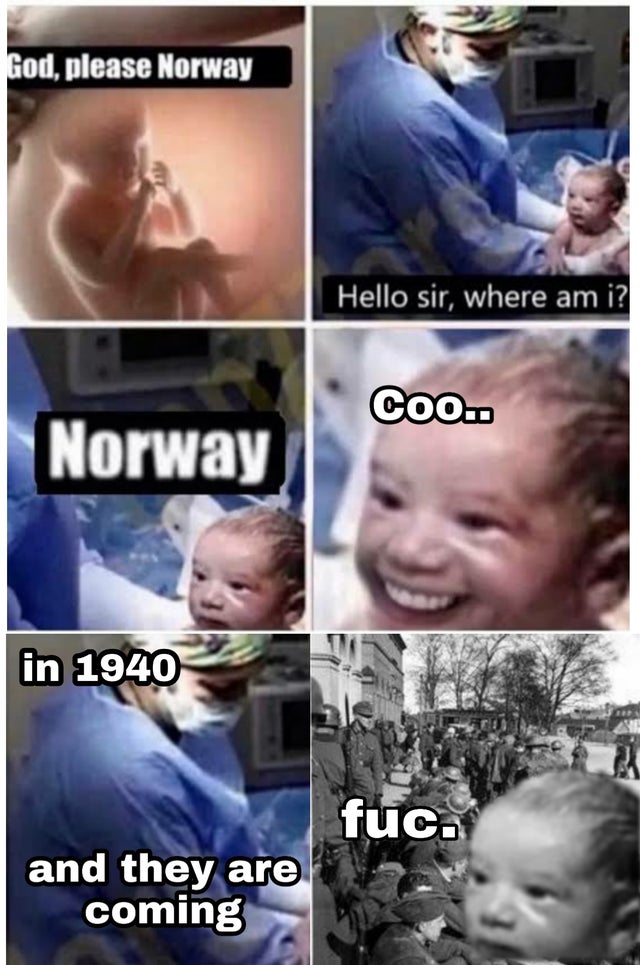 God, please Norway
Hello sir, where am i?
Norway
Coo..
in 1940
and they are
coming
fuc.